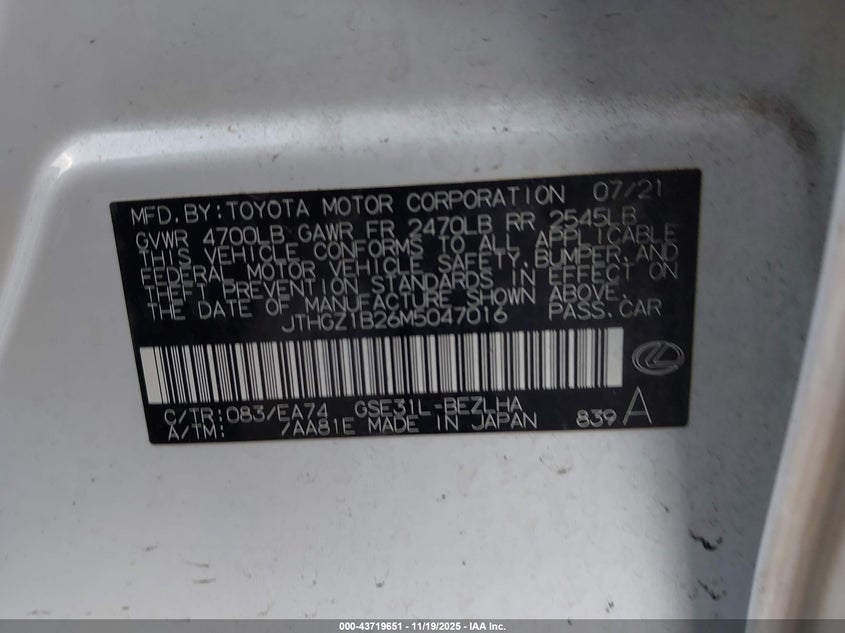 MFD. BY: TOYOTA MOTOR CORPORATION 07/21
GVWR 4700LB GAWR FR 2470LB RR 2545LB
THIS VEHICLE CONFORMS TO ALL APPLICABLE
FEDERAL MOTOR VEHICLE SAFETY, BUMPER, AND
THEFT PREVENTION STANDARDS IN EFFECT ON
THE DATE OF MANUFACTURE SHOWN ABOVE.
JTHGZ1B26M5047016 PASS. CAR
C/TR: 083/EA74 GSE31L-BEZLHA
A/TM: /AA81E MADE IN JAPAN 839 A
000-43719651 - 11/19/2025 - IAA Inc.